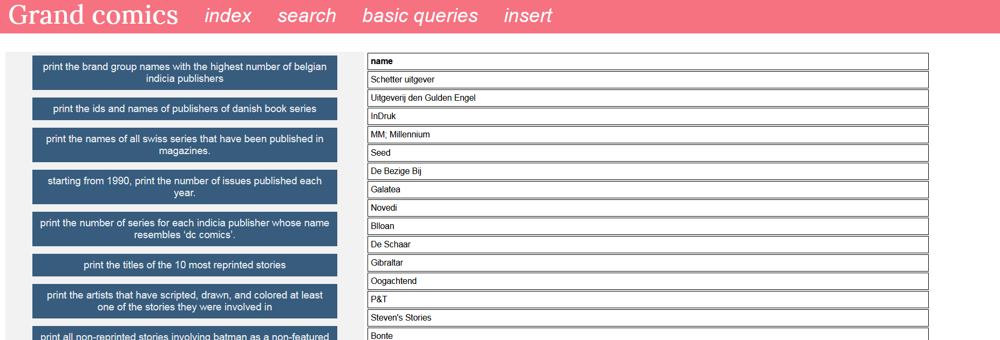 Grand comics index search basic queries insert
print the brand group names with the highest number of belgian
indicia publishers
print the ids and names of publishers of danish book series
print the names of all swiss series that have been published in
magazines.
starting from 1990, print the number of issues published each
year.
print the number of series for each indicia publisher whose name
resembles ‘dc comics’.
print the titles of the 10 most reprinted stories
print the artists that have scripted, drawn, and colored at least
one of the stories they were involved in
print all non-reprinted stories involving batman as a non-featured
name
Schetter uitgever
Uitgeverij den Gulden Engel
InDruk
MM; Millennium
Seed
De Bezige Bij
Galatea
Novedi
Blloan
De Schaar
Gibraltar
Oogachtend
P&T
Steven's Stories
Bonte